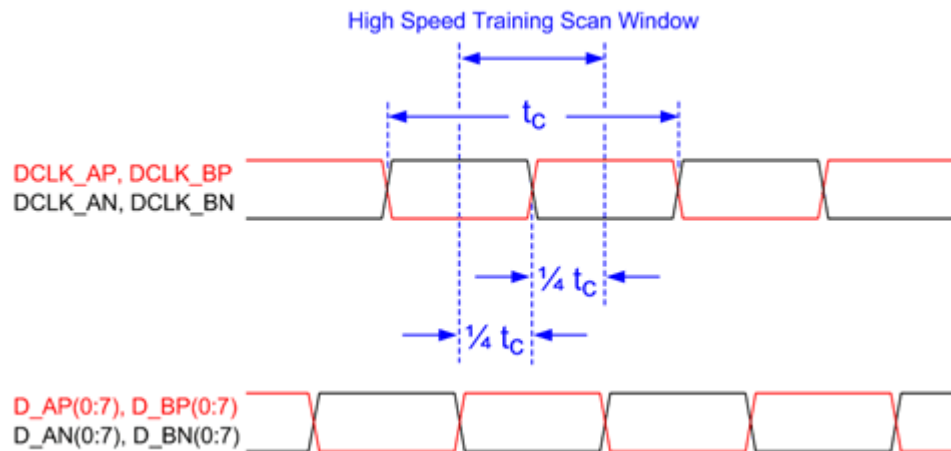 High Speed Training Scan Window
tC
DCLK_AP, DCLK_BP
DCLK_AN, DCLK_BN
¼ tC
¼ tC
D_AP(0:7), D_BP(0:7)
D_AN(0:7), D_BN(0:7)